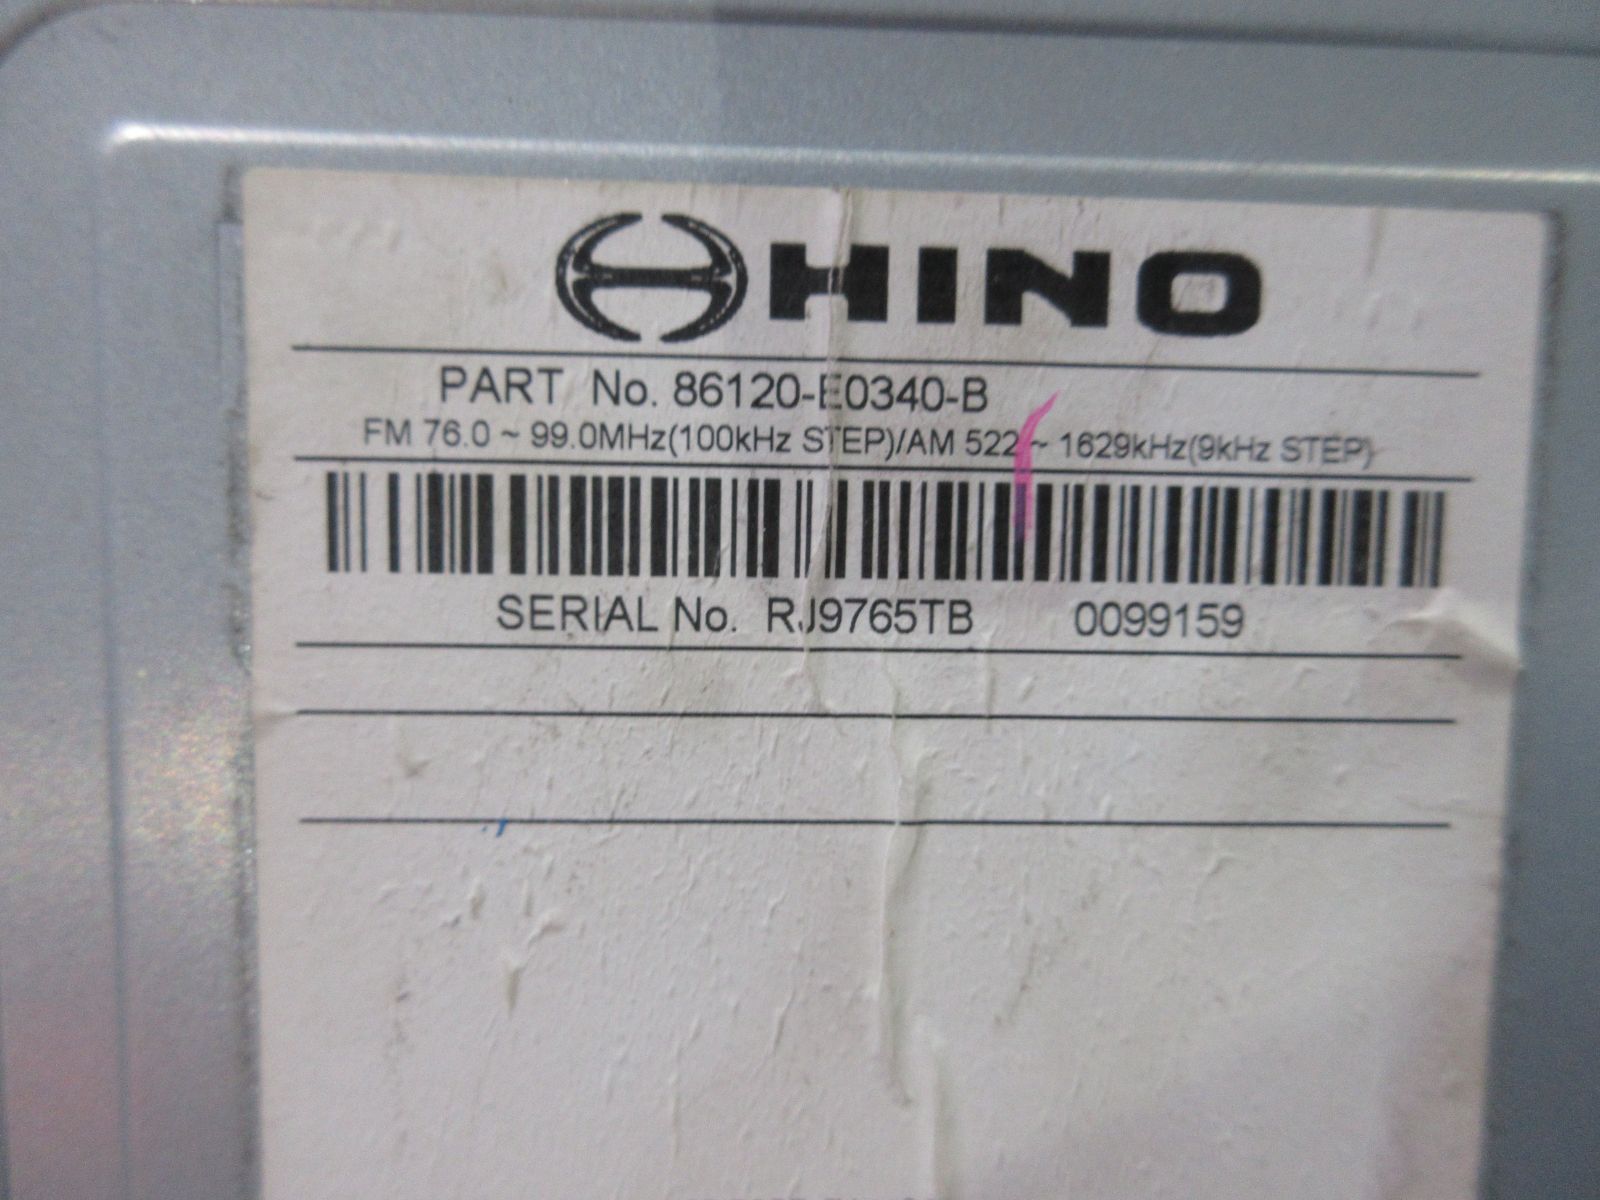 HINO
PART No. 86120-E0340-B
FM 76.0 ~ 99.0MHz(100kHz STEP)/AM 522 ~ 1629kHz(9kHz STEP)
SERIAL No. RJ9765TB 0099159